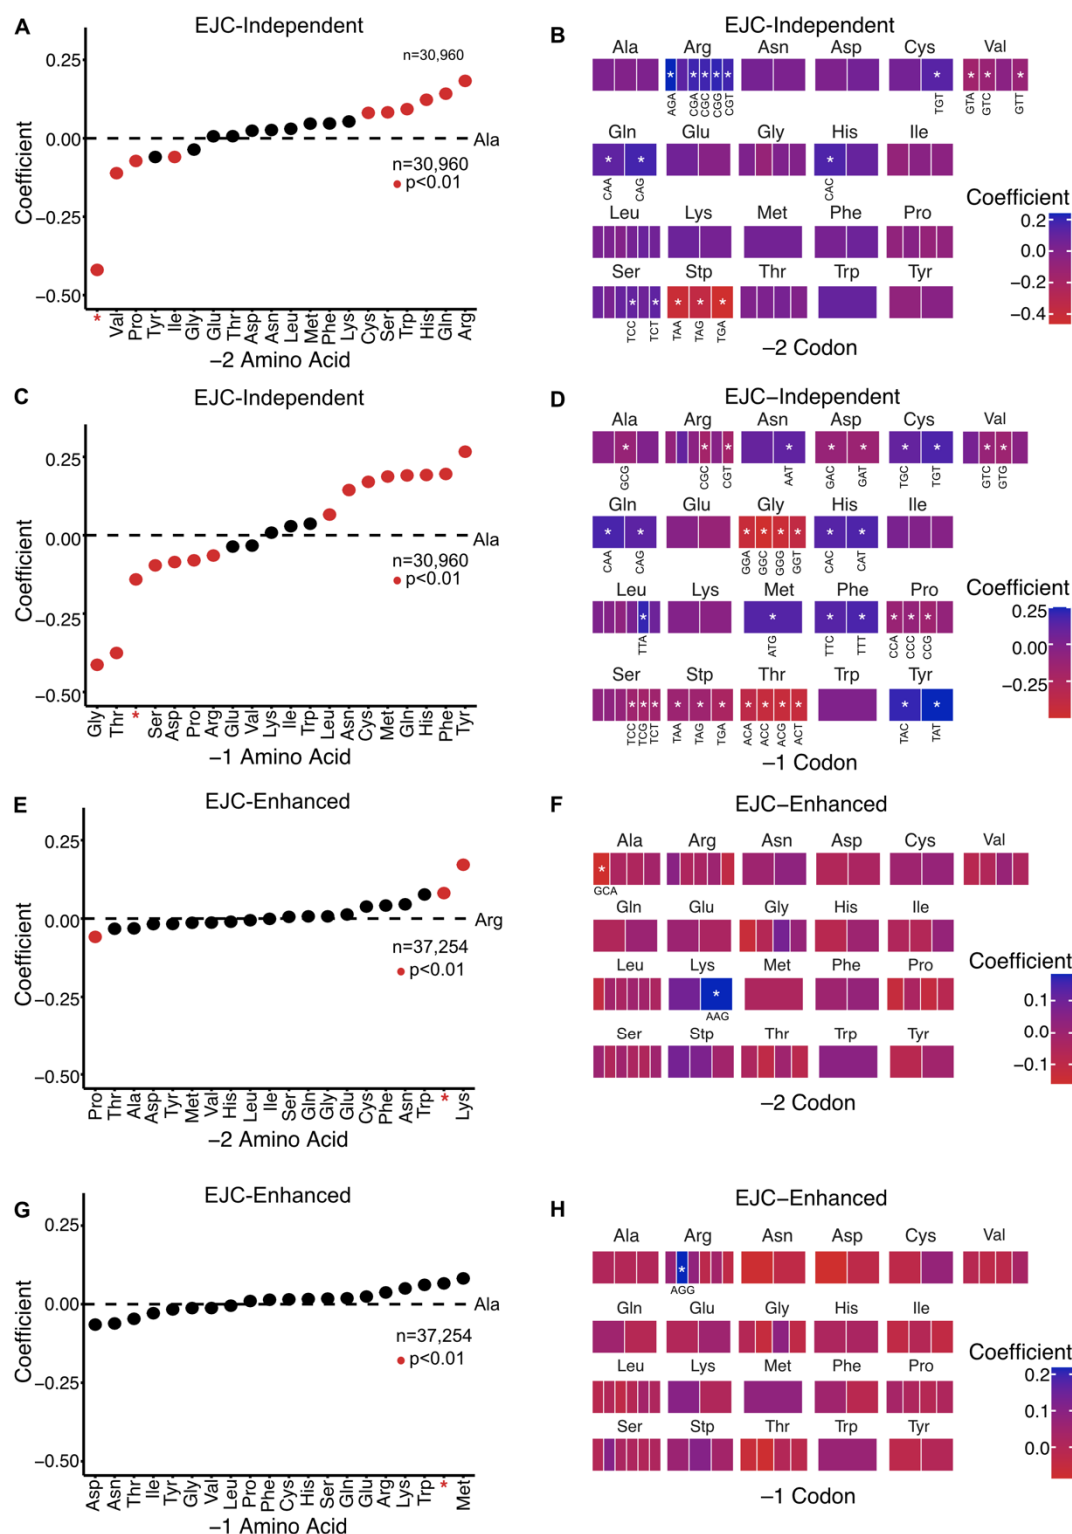 A
EJC-Independent
0.25
0.00
−0.25
−0.50
Coefficient
n=30,960
Ala
n=30,960
p<0.01
* Val Pro Tyr Ile Gly Glu Thr Asp Asn Leu Met Phe Lys Cys Ser Trp His Gln Arg
−2 Amino Acid
B
EJC-Independent
Ala Arg Asn Asp Cys Val
* * * * * * * * *
AGA CGA CGC CGG CGT TGT GTA GTC GTT
Gln Glu Gly His Ile
* * *
CAA CAG CAC
Leu Lys Met Phe Pro
Ser Stp Thr Trp Tyr
* * * * *
TCC TCT TAA TAG TGA
−2 Codon
Coefficient
0.2
0.0
−0.2
−0.4
C
EJC-Independent
0.25
0.00
−0.25
−0.50
Coefficient
Ala
n=30,960
p<0.01
Gly Thr * Ser Asp Pro Arg Glu Val Lys Ile Trp Leu Asn Cys Met Gln His Phe Tyr
−1 Amino Acid
D
EJC−Independent
Ala Arg Asn Asp Cys Val
* * * * * * * * * *
GCG CGC CGT AAT GAC GAT TGC TGT GTC GTG
Gln Glu Gly His Ile
* * * * * * * *
CAA CAG GGA GGC GGG GGT CAC CAT
Leu Lys Met Phe Pro
* * * * * * *
TTA ATG TTC TTT CCA CCC CCG
Ser Stp Thr Trp Tyr
* * * * * * * * * * * *
TCC TCG TCT TAA TAG TGA ACA ACC ACG ACT TAC TAT
−1 Codon
Coefficient
0.25
0.00
−0.25
E
EJC-Enhanced
0.25
0.00
−0.25
−0.50
Coefficient
Arg
n=37,254
p<0.01
Pro Thr Ala Asp Tyr Met Val His Leu Ile Ser Gln Gly Glu Cys Phe Asn Trp * Lys
−2 Amino Acid
F
EJC−Enhanced
Ala Arg Asn Asp Cys Val
*
GCA
Gln Glu Gly His Ile
Leu Lys Met Phe Pro
*
AAG
Ser Stp Thr Trp Tyr
−2 Codon
Coefficient
0.1
0.0
−0.1
G
EJC-Enhanced
0.25
0.00
−0.25
−0.50
Coefficient
Ala
n=37,254
p<0.01
Asp Asn Thr Ile Tyr Gly Val Leu Pro Phe Cys His Ser Gln Glu Arg Lys Trp * Met
−1 Amino Acid
H
EJC−Enhanced
Ala Arg Asn Asp Cys Val
*
AGG
Gln Glu Gly His Ile
Leu Lys Met Phe Pro
Ser Stp Thr Trp Tyr
−1 Codon
Coefficient
0.2
0.1
0.0